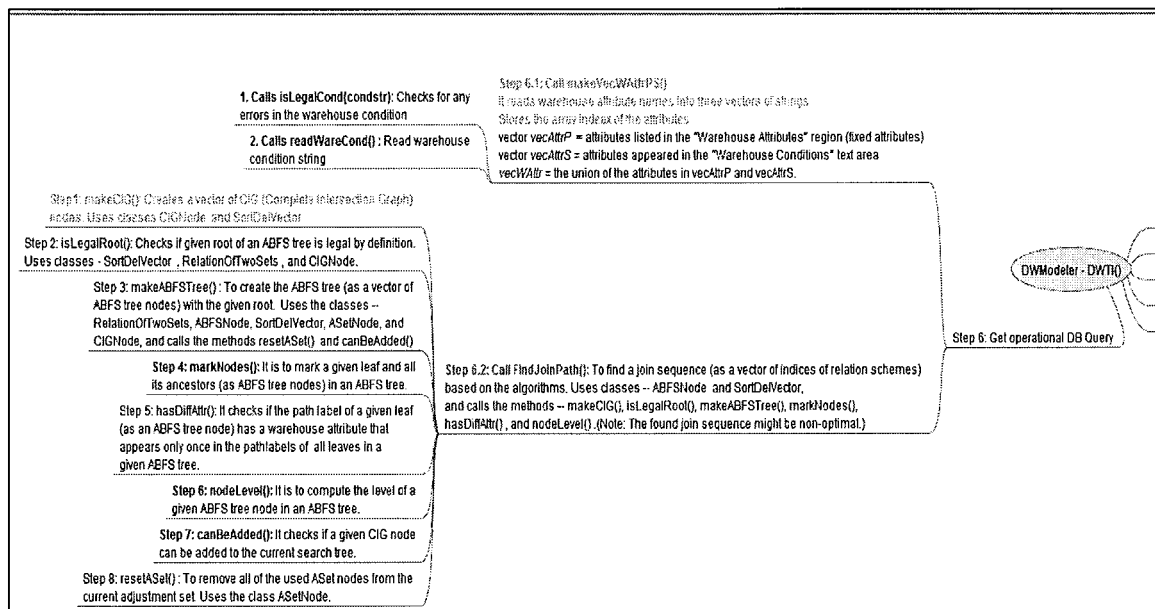 1. Calls isLegalCond(condstr): Checks for any
errors in the warehouse condition
2. Calls readWareCond() : Read warehouse
condition string
Step 6.1: Call makeVecWAttrPS()
It reads warehouse attribute names into three vectors of strings
Stores the array indexx of the attributes
vector vecAttrP = attributes listed in the "Warehouse Attributes" region (fixed attributes)
vector vecAttrS = attributes appeared in the "Warehouse Conditions" text area
vecWAttr = the union of the attributes in vecAttrP and vecAttrS.
Step1: makeCIG() Creates a vector of CIG (Complete Intersection Graph)
nodes. Uses classes CIGNode and SortDelVector
Step 2: isLegalRoot(): Checks if given root of an ABFS tree is legal by definition.
Uses classes - SortDelVector , RelationOfTwoSets , and CIGNode.
Step 3: makeABFSTree() : To create the ABFS tree (as a vector of
ABFS tree nodes) with the given root. Uses the classes --
RelationOfTwoSets, ABFSNode, SortDelVector, ASetNode, and
CIGNode, and calls the methods resetASet() and canBeAdded()
Step 4: markNodes(): It is to mark a given leaf and all
its ancestors (as ABFS tree nodes) in an ABFS tree.
Step 5: hasDiffAttr(): It checks if the path label of a given leaf
(as an ABFS tree node) has a warehouse attribute that
appears only once in the pathlabels of all leaves in a
given ABFS tree.
Step 6: nodeLevel(): It is to compute the level of a
given ABFS tree node in an ABFS tree.
Step 7: canBeAdded(): It checks if a given CIG node
can be added to the current search tree.
Step 8: resetASet() : To remove all of the used ASet nodes from the
current adjustment set. Uses the class ASetNode.
Step 6.2: Call FindJoinPath(): To find a join sequence (as a vector of indices of relation schemes)
based on the algorithms. Uses classes -- ABFSNode and SortDelVector,
and calls the methods -- makeCIG(), isLegalRoot(), makeABFSTree(), markNodes(),
hasDiffAttr() , and nodeLevel() .(Note: The found join sequence might be non-optimal.)
DWModeler - DWTI()
Step 6: Get operational DB Query